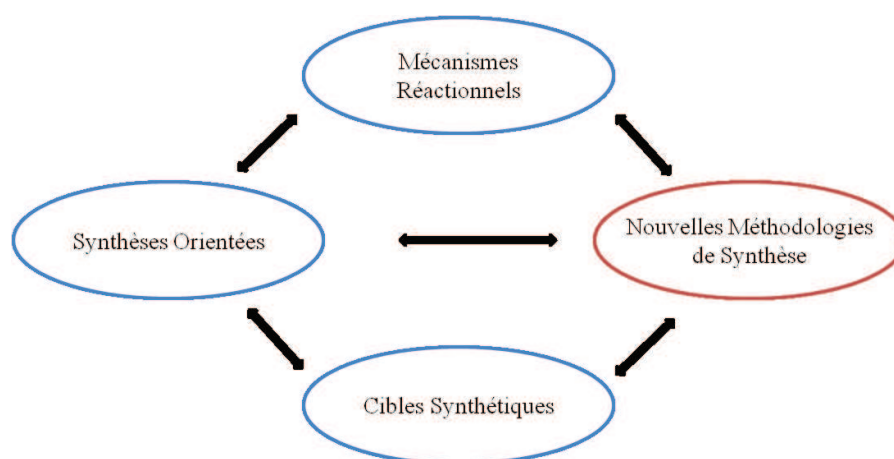 Mécanismes
Réactionnels
Synthèses Orientées
Nouvelles Méthodologies
de Synthèse
Cibles Synthétiques